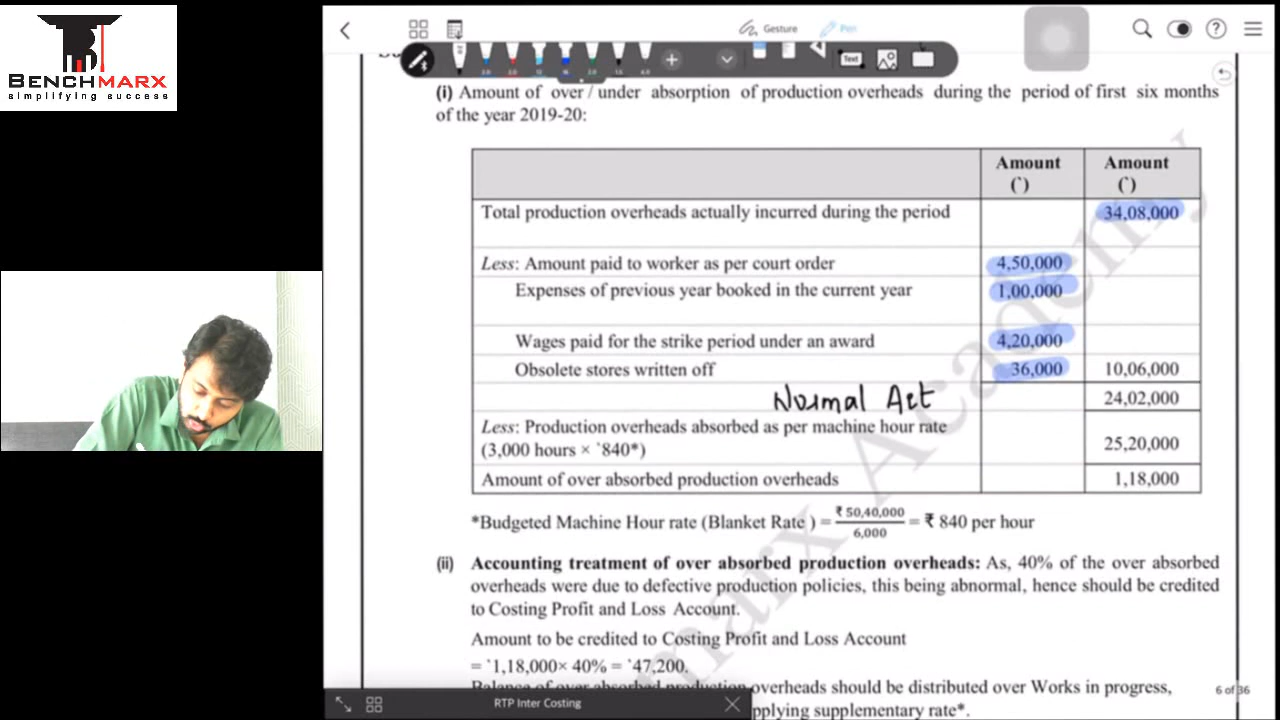 BENCHMARX
simplifying success
Gesture
Pen
Text
(i) Amount of over / under absorption of production overheads during the period of first six months
of the year 2019-20:
Amount (`) Amount (`)
Total production overheads actually incurred during the period 34,08,000
Less: Amount paid to worker as per court order 4,50,000
Expenses of previous year booked in the current year 1,00,000
Wages paid for the strike period under an award 4,20,000
Obsolete stores written off 36,000 10,06,000
Normal Act 24,02,000
Less: Production overheads absorbed as per machine hour rate
(3,000 hours × `840*) 25,20,000
Amount of over absorbed production overheads 1,18,000
*Budgeted Machine Hour rate (Blanket Rate ) = ₹ 50,40,000 / 6,000 = ₹ 840 per hour
(ii) Accounting treatment of over absorbed production overheads: As, 40% of the over absorbed
overheads were due to defective production policies, this being abnormal, hence should be credited
to Costing Profit and Loss Account.
Amount to be credited to Costing Profit and Loss Account
= `1,18,000× 40% = `47,200.
Balance of over absorbed production overheads should be distributed over Works in progress,
pplying supplementary rate*.
6 of 36
RTP Inter Costing
marx Academy